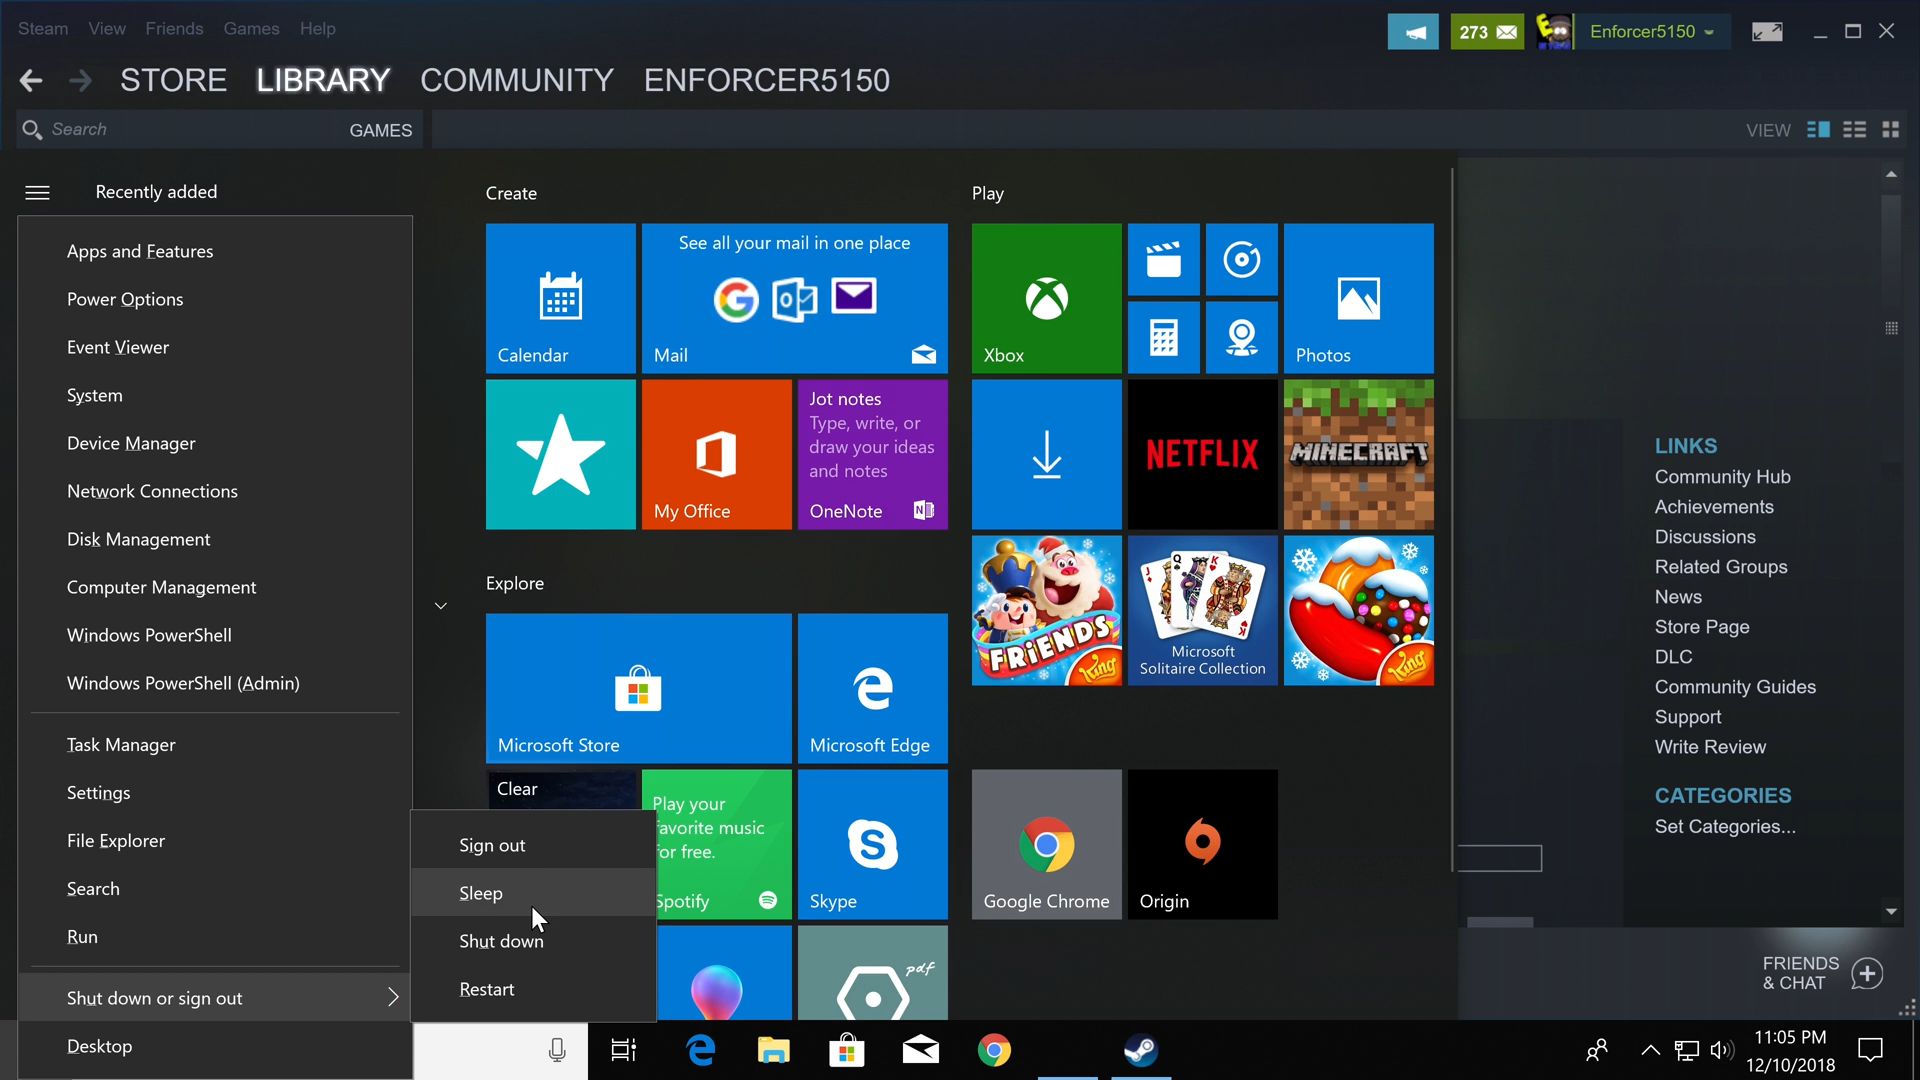 Steam View Friends Games Help
273
Enforcer5150
STORE LIBRARY COMMUNITY ENFORCER5150
Search
GAMES
VIEW
Recently added
Apps and Features
Power Options
Event Viewer
System
Device Manager
Network Connections
Disk Management
Computer Management
Windows PowerShell
Windows PowerShell (Admin)
Task Manager
Settings
File Explorer
Search
Run
Shut down or sign out
Desktop
Sign out
Sleep
Shut down
Restart
Create
Calendar
See all your mail in one place
Mail
My Office
Jot notes
Type, write, or
draw your ideas
and notes
OneNote
Explore
Microsoft Store
Microsoft Edge
Clear
Play your
favorite music
for free.
Spotify
Skype
pdf
Play
Xbox
Photos
NETFLIX
MINECRAFT
FRiENDS
King
J Q K
K
Microsoft
Solitaire Collection
King
Google Chrome
Origin
LINKS
Community Hub
Achievements
Discussions
Related Groups
News
Store Page
DLC
Community Guides
Support
Write Review
CATEGORIES
Set Categories...
FRIENDS
& CHAT
11:05 PM
12/10/2018